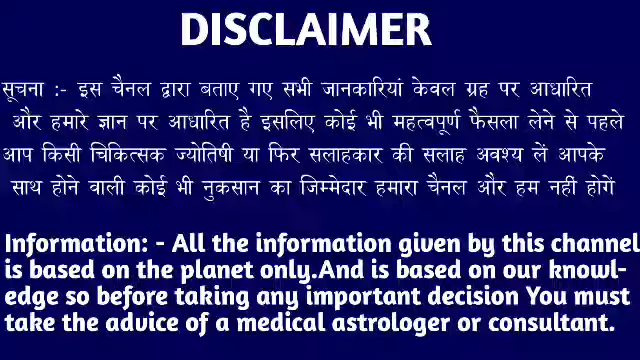 DISCLAIMER
सूचना :- इस चैनल द्वारा बताए गए सभी जानकारियां केवल ग्रह पर आधारित
और हमारे ज्ञान पर आधारित है इसलिए कोई भी महत्वपूर्ण फैसला लेने से पहले
आप किसी चिकित्सक ज्योतिषी या फिर सलाहकार की सलाह अवश्य लें आपके
साथ होने वाली कोई भी नुकसान का जिम्मेदार हमारा चैनल और हम नहीं होगें
Information: - All the information given by this channel
is based on the planet only.And is based on our knowl-
edge so before taking any important decision You must
take the advice of a medical astrologer or consultant.